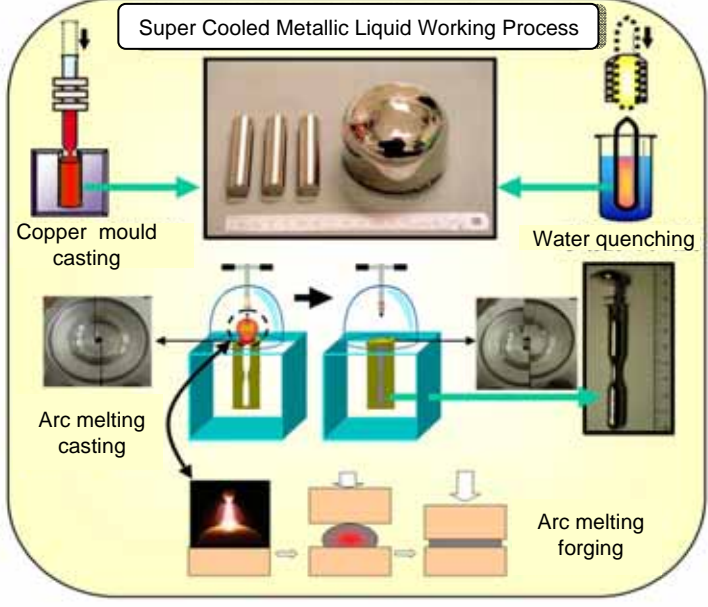 Super Cooled Metallic Liquid Working Process
Copper mould
casting
Water quenching
Arc melting
casting
Arc melting
forging